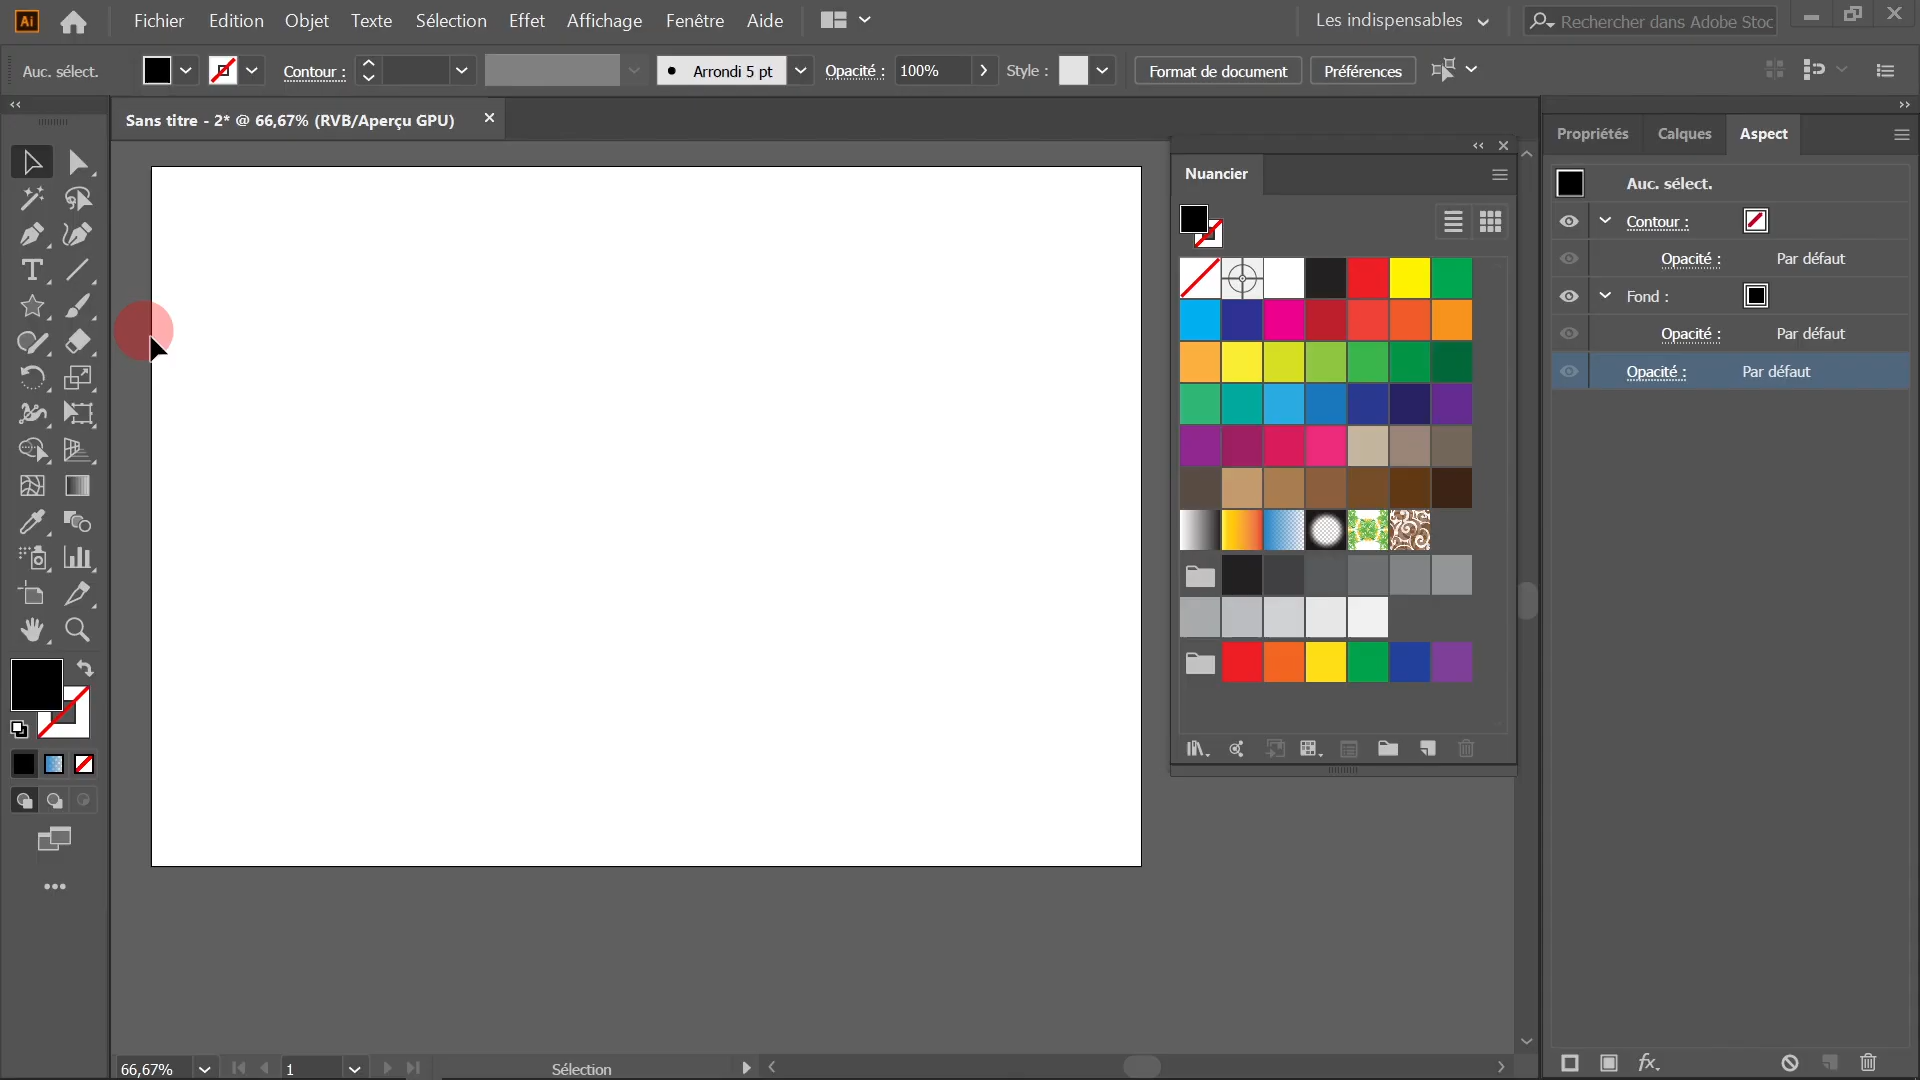 Ai
Fichier Edition Objet Texte Sélection Effet Affichage Fenêtre Aide
Les indispensables
Rechercher dans Adobe Stoc
Auc. sélect.
Contour :
Arrondi 5 pt
Opacité :
100%
Style :
Format de document
Préférences
Sans titre - 2* @ 66,67% (RVB/Aperçu GPU)
Nuancier
Propriétés Calques Aspect
Auc. sélect.
Contour :
Opacité : Par défaut
Fond :
Opacité : Par défaut
Opacité : Par défaut
fx
66,67%
1
Sélection